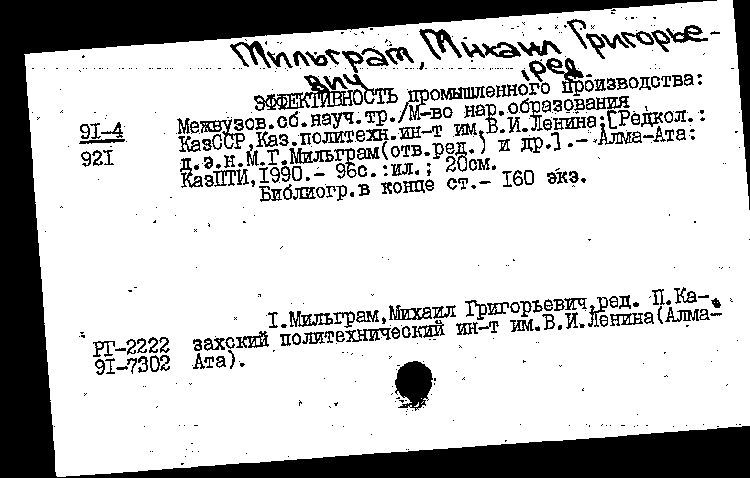 Мильграм, Михаил Григорье-
вич, ред.
ЭФФЕКТИВНОСТЬ промышленного производства:
91-4 Межвузов.сб.науч.тр./М-во нар.образования
КазССР,Каз.политехн.ин-т им.В.И.Ленина;[Редкол.:
921 д.э.н.М.Г.Мильграм(отв.ред.) и др.].- Алма-Ата:
КазПТИ,1990.- 96с.:ил.; 20см.
Библиогр.в конце ст.- 160 экз.
I.Мильграм,Михаил Григорьевич,ред. П.Ка-
РГ-2222 захский политехнический ин-т им.В.И.Ленина(Алма-
91-7302 Ата).